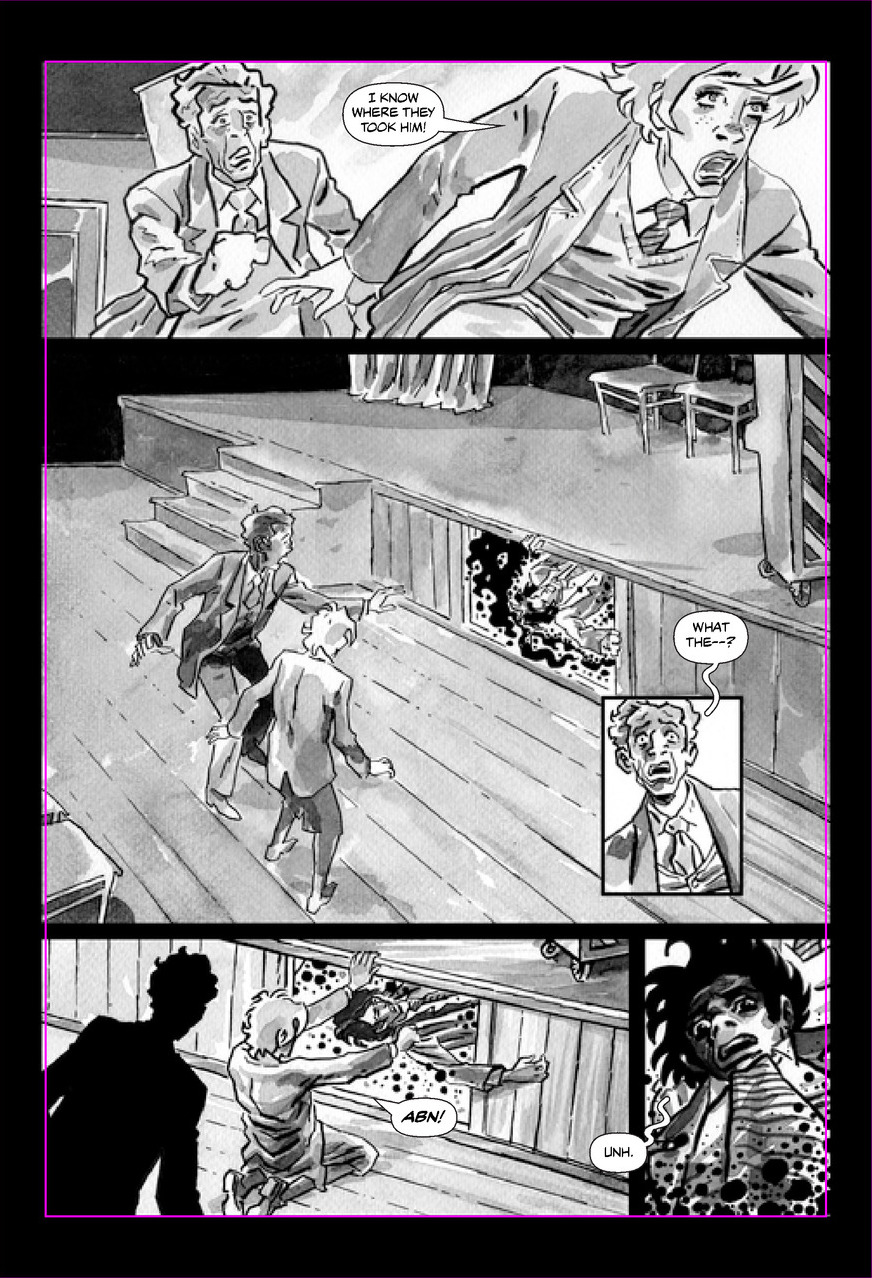 I KNOW
WHERE THEY
TOOK HIM!
WHAT
THE--?
ABN!
UNH.